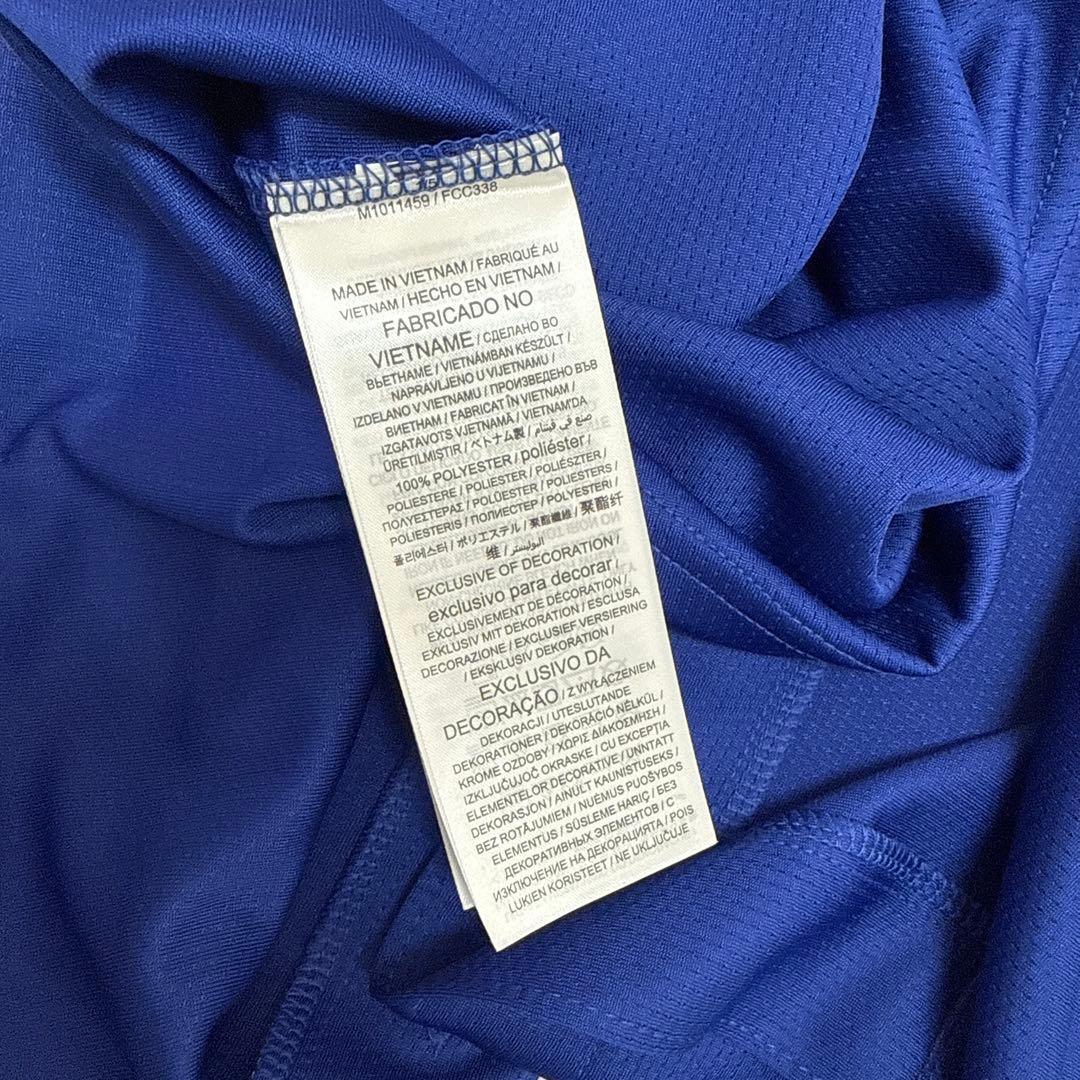 M1011459 / FCC338
MADE IN VIETNAM / FABRIQUÉ AU
VIETNAM / HECHO EN VIETNAM /
FABRICADO NO
VIETNAME / СДЕЛАНО ВО
ВЬЕТНАМЕ / VIETNÁMBAN KÉSZÜLT /
NAPRAVLJENO U VIJETNAMU /
IZDELANO V VIETNAMU / ПРОИЗВЕДЕНО ВЪВ
ВИЕТНАМ / FABRICAT ÎN VIETNAM /
IZGATAVOTS VJETNAMĀ / VIETNAM'DA
ÜRETILMIŞTIR / ベトナム製 / صنع في فيتنام
100% POLYESTER / poliéster /
POLIESTERE / POLIESTER / POLIÉSZTER /
ΠΟΛΥΕΣΤΕΡΑΣ / POLÜESTER / POLIESTERS /
POLIESTERIS / ПОЛИЕСТЕР / POLYESTERI /
폴리에스터 / ポリエステル / 聚酯纖維 / 聚酯纤
维 / البوليستر
EXCLUSIVE OF DECORATION /
exclusivo para decorar /
EXCLUSIVEMENT DE DÉCORATION /
EXKLUSIV MIT DEKORATION / ESCLUSA
DECORAZIONE / EXCLUSIEF VERSIERING
/ EKSKLUSIV DEKORATION /
EXCLUSIVO DA
DECORAÇÃO / Z WYŁĄCZENIEM
DEKORACJI / UTESLUTANDE
DEKORATIONER / DEKORÁCIÓ NÉLKÜL /
KROME OZDOBY / ΧΩΡΙΣ ΔΙΑΚΟΣΜΗΣΗ /
IZKLJUČUJOČ OKRASKE / CU EXCEPȚIA
ELEMENTELOR DECORATIVE / UNNTATT
DEKORASJON / AINULT KAUNISTUSEKS /
BEZ ROTĀJUMIEM / NUĖMUS PUOŠYBOS
ELEMENTUS / SÜSLEME HARIÇ / БЕЗ
ДЕКОРАТИВНЫХ ЭЛЕМЕНТОВ / С
ИЗКЛЮЧЕНИЕ НА ДЕКОРАЦИЯТА / POIS
LUKIEN KORISTEET / NE UKLJUČUJE